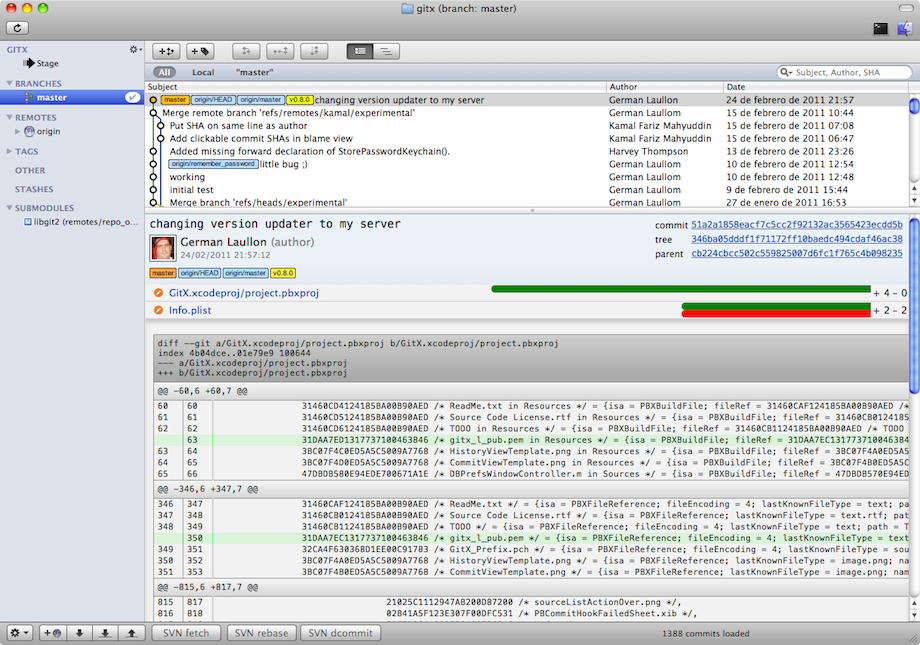 gitx (branch: master)
GITX
Stage
BRANCHES
master
REMOTES
origin
TAGS
OTHER
STASHES
SUBMODULES
libgit2 (remotes/repo_o...
All Local "master" Subject, Author, SHA
Subject Author Date
master origin/HEAD origin/master v0.8.0 changing version updater to my server German Laullon 24 de febrero de 2011 21:57
Merge remote branch 'refs/remotes/kamal/experimental' German Laullon 15 de febrero de 2011 10:44
Put SHA on same line as author Kamal Fariz Mahyuddin 15 de febrero de 2011 07:08
Add clickable commit SHAs in blame view Kamal Fariz Mahyuddin 15 de febrero de 2011 06:47
Added missing forward declaration of StorePasswordKeychain(). Harvey Thompson 13 de febrero de 2011 23:26
origin/remember_password little bug ;) German Laullon 10 de febrero de 2011 12:54
working German Laullon 10 de febrero de 2011 12:48
initial test German Laullon 9 de febrero de 2011 15:44
Merge branch 'refs/heads/experimental' German Laullon 27 de enero de 2011 16:53
changing version updater to my server
German Laullon (author)
24/02/2011 21:57:12
commit 51a2a1858eacf7c5cc2f92132ac3565423ecdd5b
tree 346ba05dddf1f71172ff10baedc494cdaf46ac38
parent cb224cbcc502c559825007d6fc1f765c4b098235
master origin/HEAD origin/master v0.8.0
GitX.xcodeproj/project.pbxproj + 4 - 0
Info.plist + 2 - 2
diff --git a/GitX.xcodeproj/project.pbxproj b/GitX.xcodeproj/project.pbxproj
index 4b04dce..01e79e9 100644
--- a/GitX.xcodeproj/project.pbxproj
+++ b/GitX.xcodeproj/project.pbxproj
@@ -60,6 +60,7 @@
60 60 31460CD4124185BA00B90AED /* ReadMe.txt in Resources */ = {isa = PBXBuildFile; fileRef = 31460CAF124185BA00B90AED /*
61 61 31460CD5124185BA00B90AED /* Source Code License.rtf in Resources */ = {isa = PBXBuildFile; fileRef = 31460CB0124185
62 62 31460CD6124185BA00B90AED /* TODO in Resources */ = {isa = PBXBuildFile; fileRef = 31460CB1124185BA00B90AED /* TODO
63 31DAA7ED1317737100463846 /* gitx_l_pub.pem in Resources */ = {isa = PBXBuildFile; fileRef = 31DAA7EC13177371004638​4
63 64 3BC07F4C0ED5A5C5009A7768 /* HistoryViewTemplate.png in Resources */ = {isa = PBXBuildFile; fileRef = 3BC07F4A0ED5A5
64 65 3BC07F4D0ED5A5C5009A7768 /* CommitViewTemplate.png in Resources */ = {isa = PBXBuildFile; fileRef = 3BC07F4B0ED5A5C
65 66 47DBDB580E94EDE700671A1E /* DBPrefsWindowController.m in Sources */ = {isa = PBXBuildFile; fileRef = 47DBDB570E94ED
@@ -346,6 +347,7 @@
346 347 31460CAF124185BA00B90AED /* ReadMe.txt */ = {isa = PBXFileReference; fileEncoding = 4; lastKnownFileType = text; pa
347 348 31460CB0124185BA00B90AED /* Source Code License.rtf */ = {isa = PBXFileReference; lastKnownFileType = text.rtf; pat
348 349 31460CB1124185BA00B90AED /* TODO */ = {isa = PBXFileReference; fileEncoding = 4; lastKnownFileType = text; path = T
350 31DAA7EC1317737100463846 /* gitx_l_pub.pem */ = {isa = PBXFileReference; fileEncoding = 4; lastKnownFileType = text
349 351 32CA4F630368D1EE00C91783 /* GitX_Prefix.pch */ = {isa = PBXFileReference; fileEncoding = 4; lastKnownFileType = sou
350 352 3BC07F4A0ED5A5C5009A7768 /* HistoryViewTemplate.png */ = {isa = PBXFileReference; lastKnownFileType = image.png; nam
351 353 3BC07F4B0ED5A5C5009A7768 /* CommitViewTemplate.png */ = {isa = PBXFileReference; lastKnownFileType = image.png; name
@@ -815,6 +817,7 @@
815 817 21025C1112947AB200D87200 /* sourceListActionOver.png */,
816 818 02B41A5F123E307F00DFC531 /* PBCommitHookFailedSheet.xib */,
SVN fetch SVN rebase SVN dcommit 1388 commits loaded